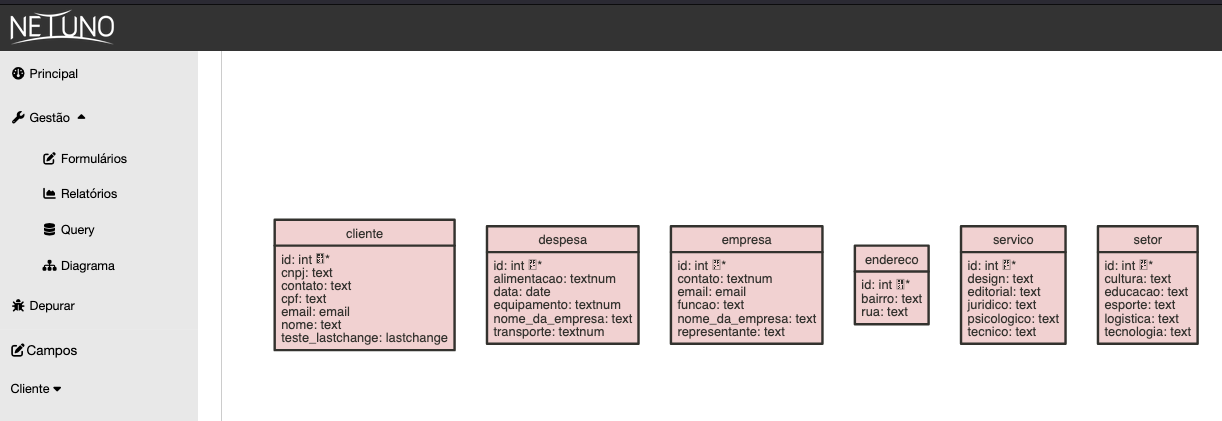 NETUNO
Principal
Gestão
Formulários
Relatórios
Query
Diagrama
Depurar
Campos
Cliente
cliente
id: int *
cnpj: text
contato: text
cpf: text
email: email
nome: text
teste_lastchange: lastchange
despesa
id: int *
alimentacao: textnum
data: date
equipamento: textnum
nome_da_empresa: text
transporte: textnum
empresa
id: int *
contato: textnum
email: email
funcao: text
nome_da_empresa: text
representante: text
endereco
id: int *
bairro: text
rua: text
servico
id: int *
design: text
editorial: text
juridico: text
psicologico: text
tecnico: text
setor
id: int *
cultura: text
educacao: text
esporte: text
logistica: text
tecnologia: text